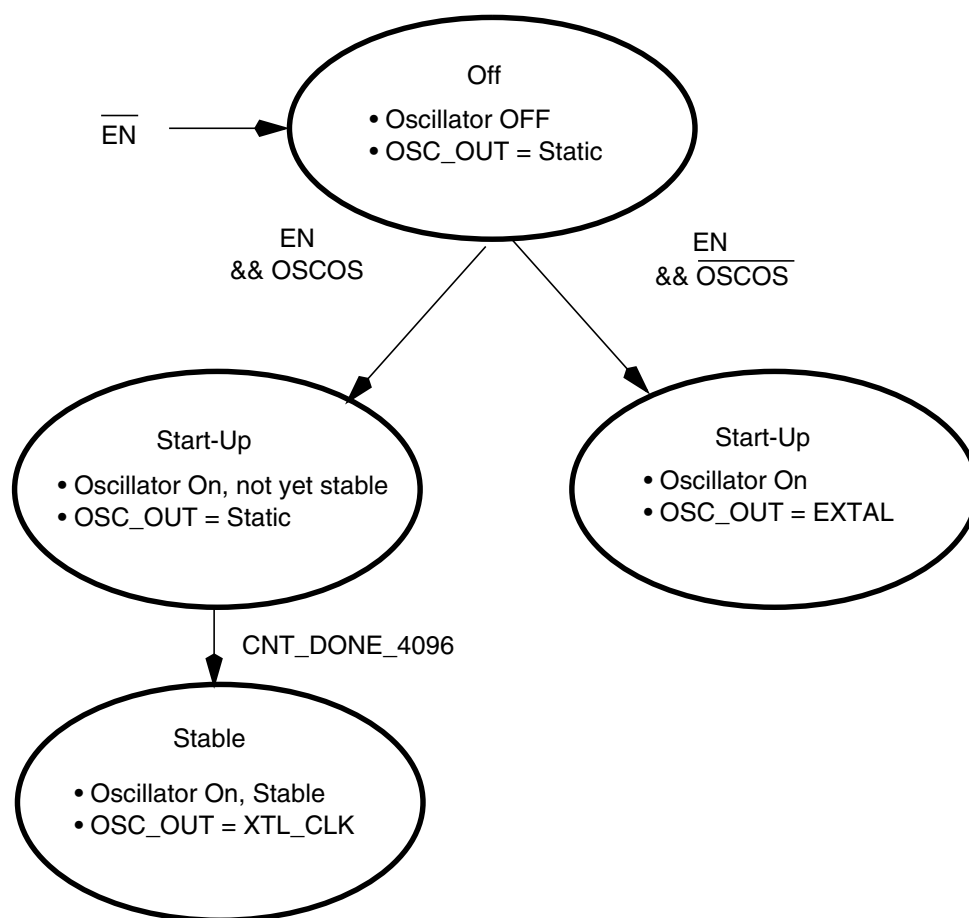 Off
EN
• Oscillator OFF
• OSC_OUT = Static
EN
&& OSCOS
EN
&& OSCOS
Start-Up
• Oscillator On, not yet stable
• OSC_OUT = Static
Start-Up
• Oscillator On
• OSC_OUT = EXTAL
CNT_DONE_4096
Stable
• Oscillator On, Stable
• OSC_OUT = XTL_CLK